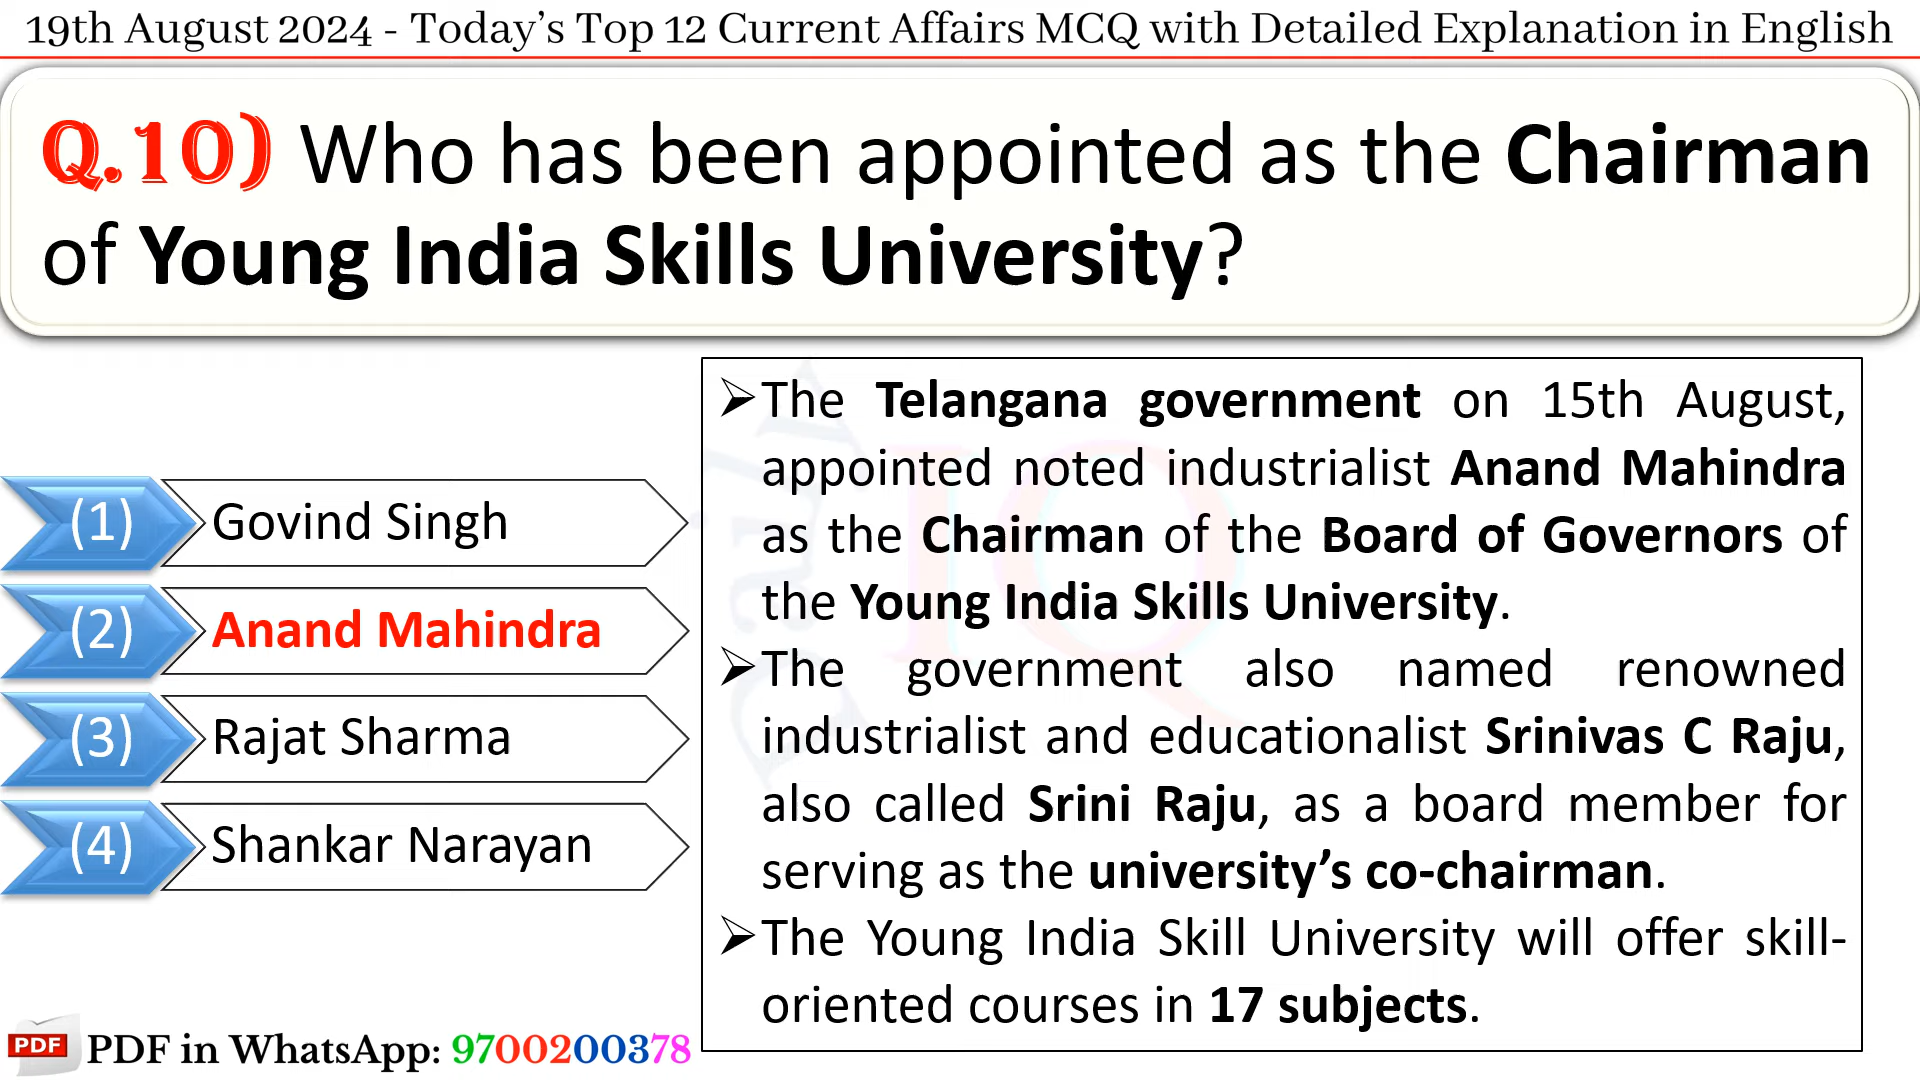 19th August 2024 - Today’s Top 12 Current Affairs MCQ with Detailed Explanation in English
Q.10) Who has been appointed as the Chairman
of Young India Skills University?
(1) Govind Singh
(2) Anand Mahindra
(3) Rajat Sharma
(4) Shankar Narayan
➢The Telangana government on 15th August,
appointed noted industrialist Anand Mahindra
as the Chairman of the Board of Governors of
the Young India Skills University.
➢The government also named renowned
industrialist and educationalist Srinivas C Raju,
also called Srini Raju, as a board member for
serving as the university’s co-chairman.
➢The Young India Skill University will offer skill-
oriented courses in 17 subjects.
Daily
IQ
PDF PDF in WhatsApp: 9700200378